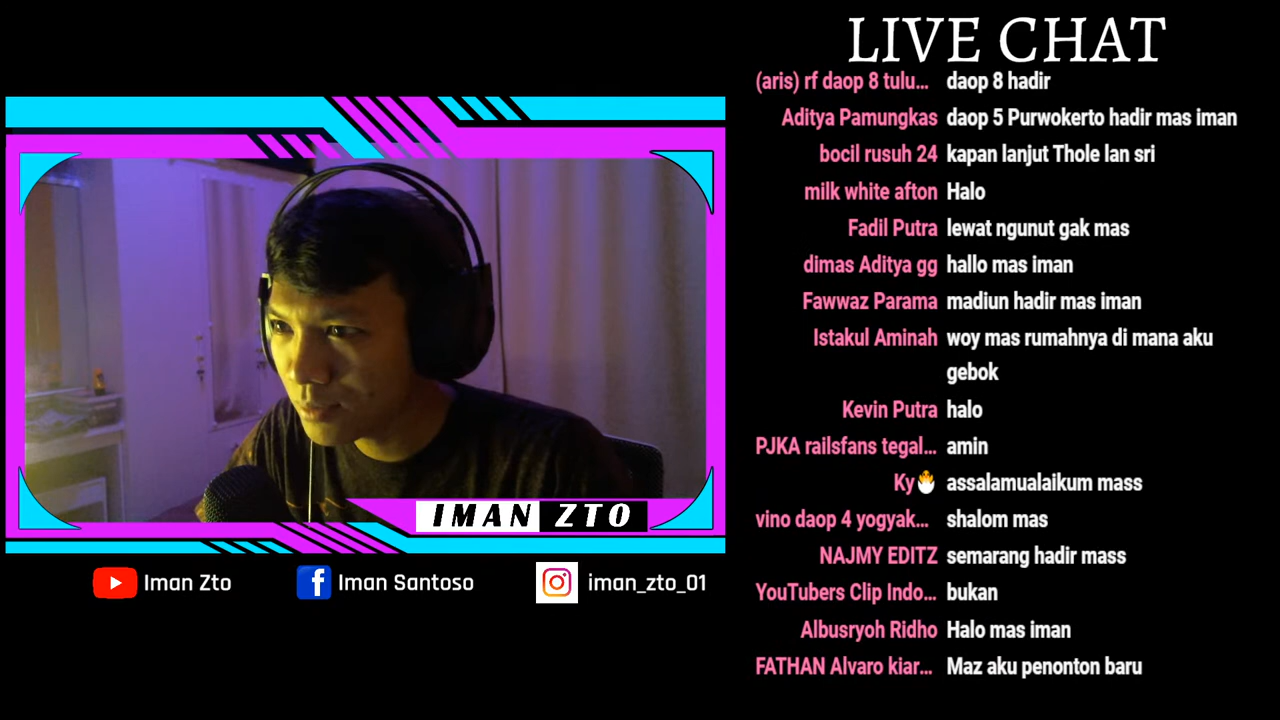 LIVE CHAT
(aris) rf daop 8 tulu... daop 8 hadir
Aditya Pamungkas daop 5 Purwokerto hadir mas iman
bocil rusuh 24 kapan lanjut Thole lan sri
milk white afton Halo
Fadil Putra lewat ngunut gak mas
dimas Aditya gg hallo mas iman
Fawwaz Parama madiun hadir mas iman
Istakul Aminah woy mas rumahnya di mana aku
gebok
Kevin Putra halo
PJKA railsfans tegal... amin
Ky🐣 assalamualaikum mass
vino daop 4 yogyak... shalom mas
NAJMY EDITZ semarang hadir mass
YouTubers Clip Indo... bukan
Albusryoh Ridho Halo mas iman
FATHAN Alvaro kiar... Maz aku penonton baru
IMAN ZTO
Iman Zto
Iman Santoso
iman_zto_01